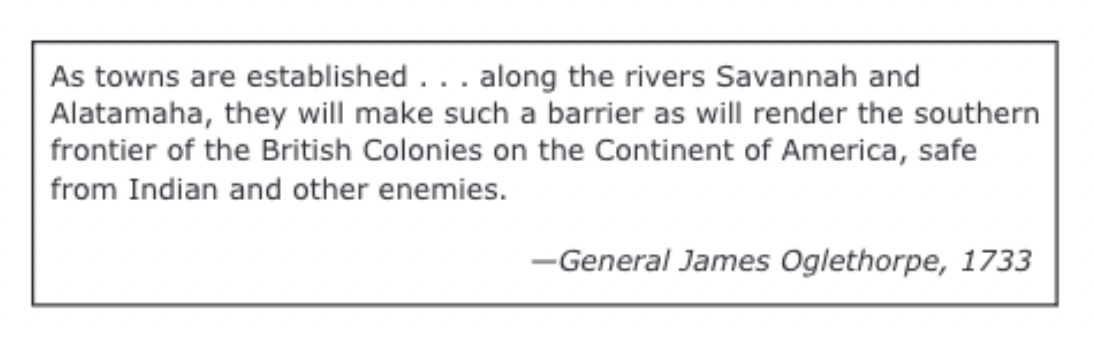 As towns are established . . . along the rivers Savannah and
Alatamaha, they will make such a barrier as will render the southern
frontier of the British Colonies on the Continent of America, safe
from Indian and other enemies.
—General James Oglethorpe, 1733